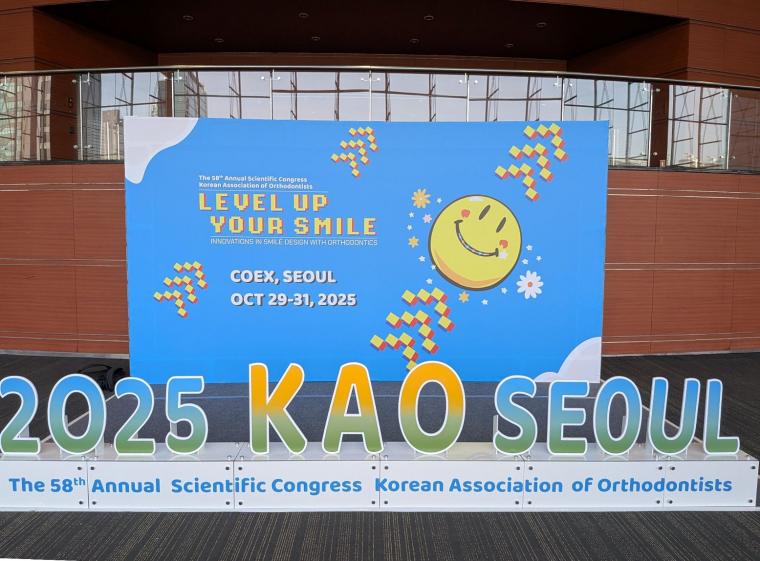 The 58th Annual Scientific Congress
Korean Association of Orthodontists
LEVEL UP
YOUR SMILE
INNOVATIONS IN SMILE DESIGN WITH ORTHODONTICS
COEX, SEOUL
OCT 29-31, 2025
2025 KAO SEOUL
The 58th Annual Scientific Congress Korean Association of Orthodontists